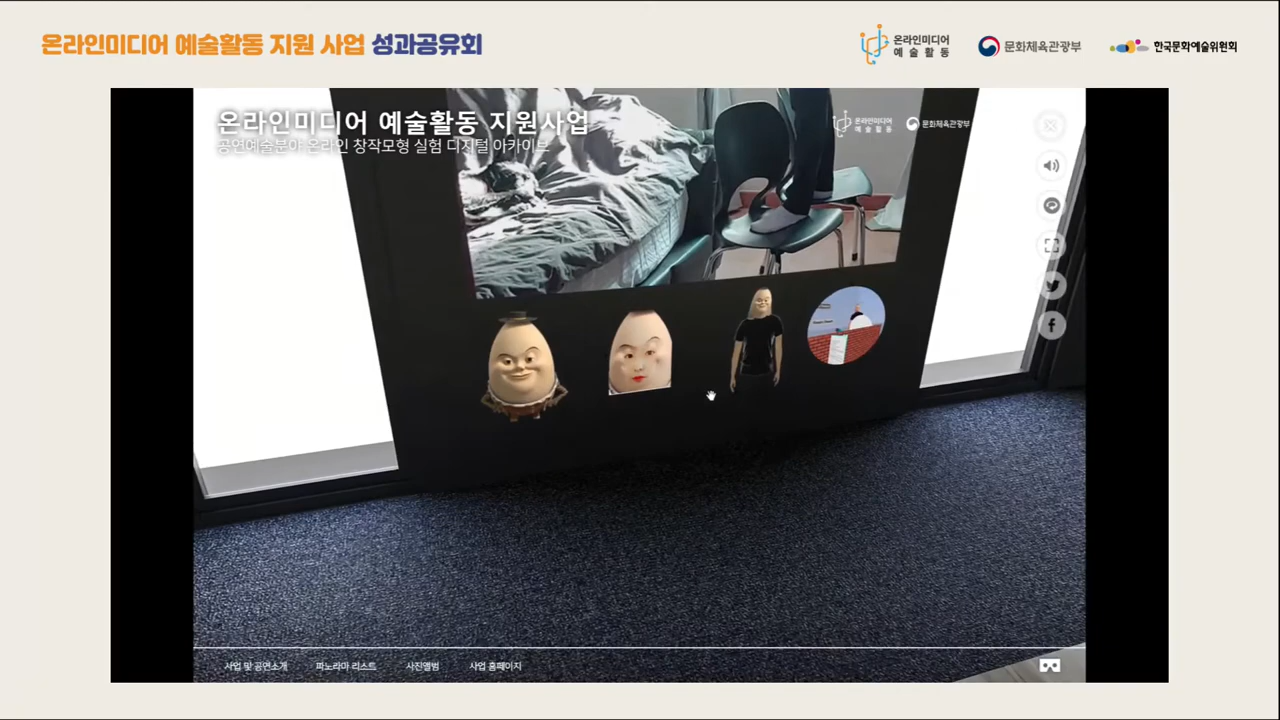 온라인미디어 예술활동 지원 사업 성과공유회
온라인미디어
예술활동
문화체육관광부
한국문화예술위원회
온라인미디어 예술활동 지원사업
공연예술분야 온라인 창작모형 실험 디지털 아카이브
온라인미디어
예술활동
문화체육관광부
사업 및 공연소개
파노라마 리스트
사진앨범
사업 홈페이지